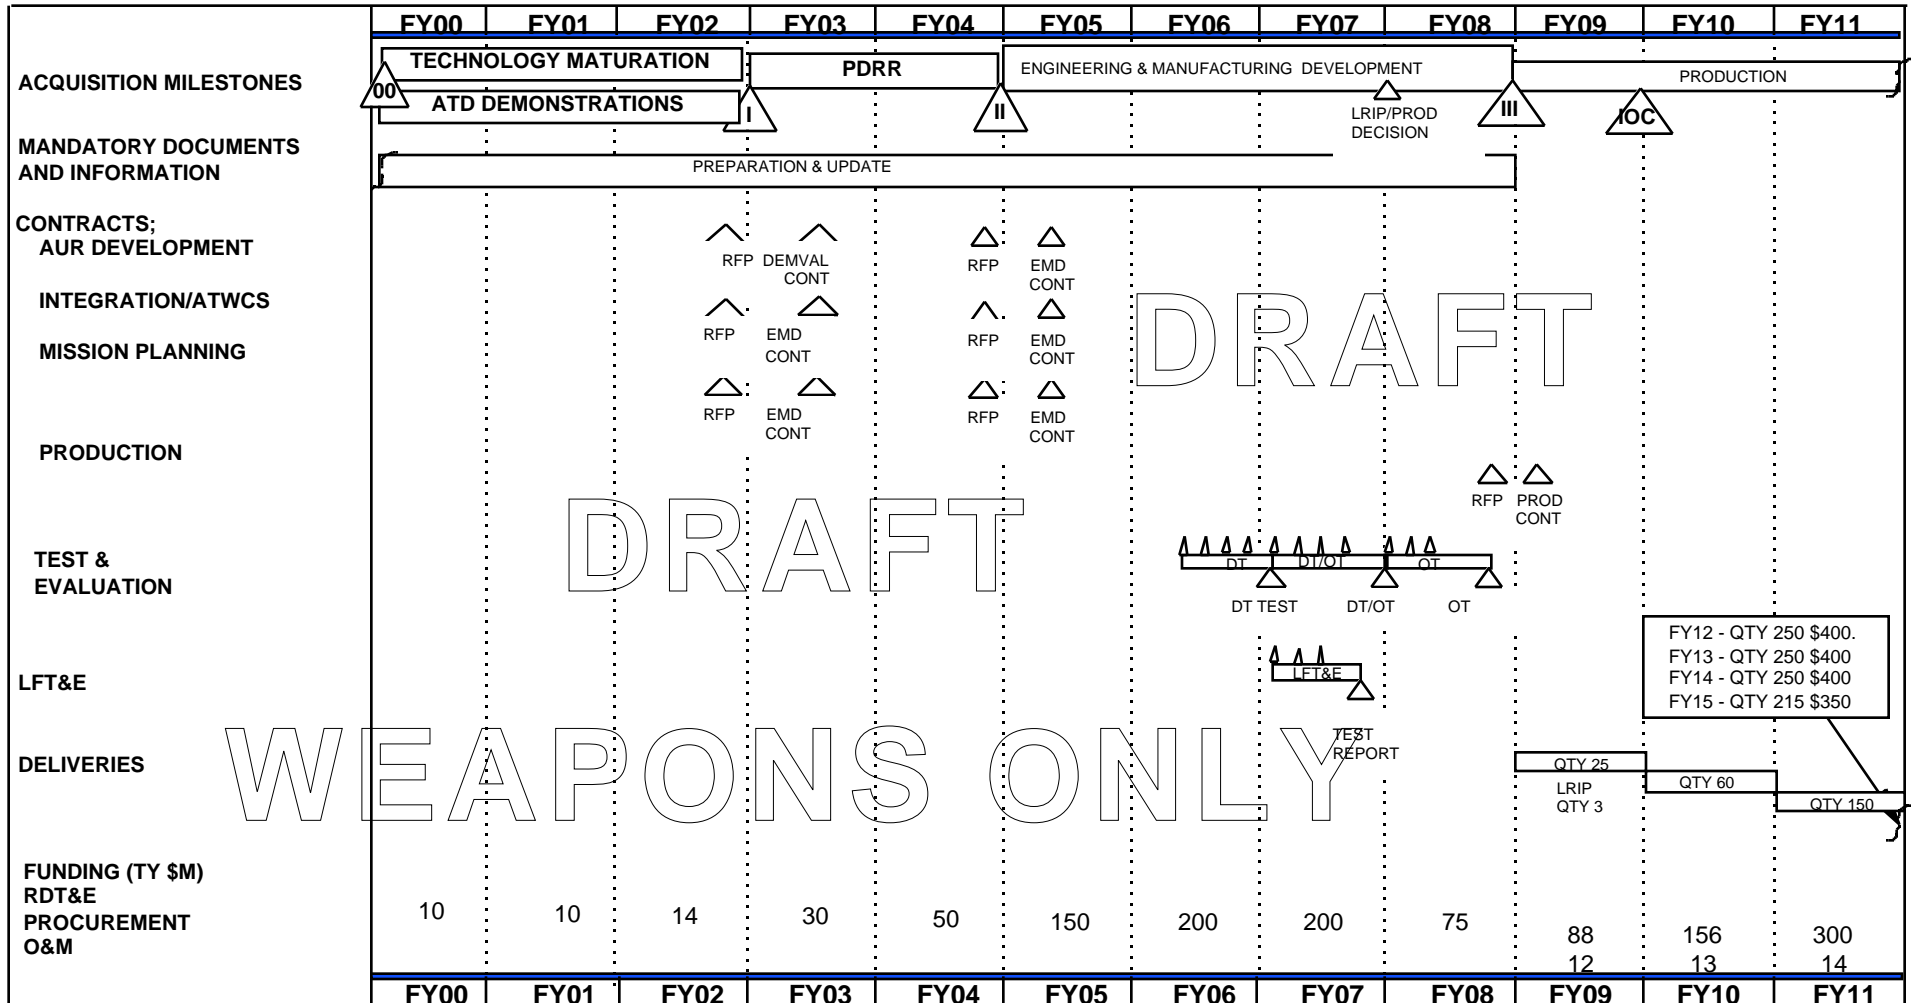 FY00 FY01 FY02 FY03 FY04 FY05 FY06 FY07 FY08 FY09 FY10 FY11
ACQUISITION MILESTONES
00
TECHNOLOGY MATURATION
ATD DEMONSTRATIONS
I
PDRR
II
ENGINEERING & MANUFACTURING DEVELOPMENT
LRIP/PROD
DECISION
III
PRODUCTION
IOC
MANDATORY DOCUMENTS
AND INFORMATION
PREPARATION & UPDATE
CONTRACTS;
AUR DEVELOPMENT
RFP DEMVAL
CONT
RFP
EMD
CONT
INTEGRATION/ATWCS
RFP
EMD
CONT
RFP
EMD
CONT
DRAFT
MISSION PLANNING
RFP
EMD
CONT
RFP
EMD
CONT
PRODUCTION
RFP
PROD
CONT
DRAFT
TEST &
EVALUATION
DT
DT/OT
OT
DT TEST
DT/OT
OT
LFT&E
LFT&E
TEST
REPORT
FY12 - QTY 250 $400.
FY13 - QTY 250 $400
FY14 - QTY 250 $400
FY15 - QTY 215 $350
WEAPONS ONLY
DELIVERIES
QTY 25
LRIP
QTY 3
QTY 60
QTY 150
FUNDING (TY $M)
RDT&E
PROCUREMENT
O&M
10 10 14 30 50 150 200 200 75
88 156 300
12 13 14
FY00 FY01 FY02 FY03 FY04 FY05 FY06 FY07 FY08 FY09 FY10 FY11